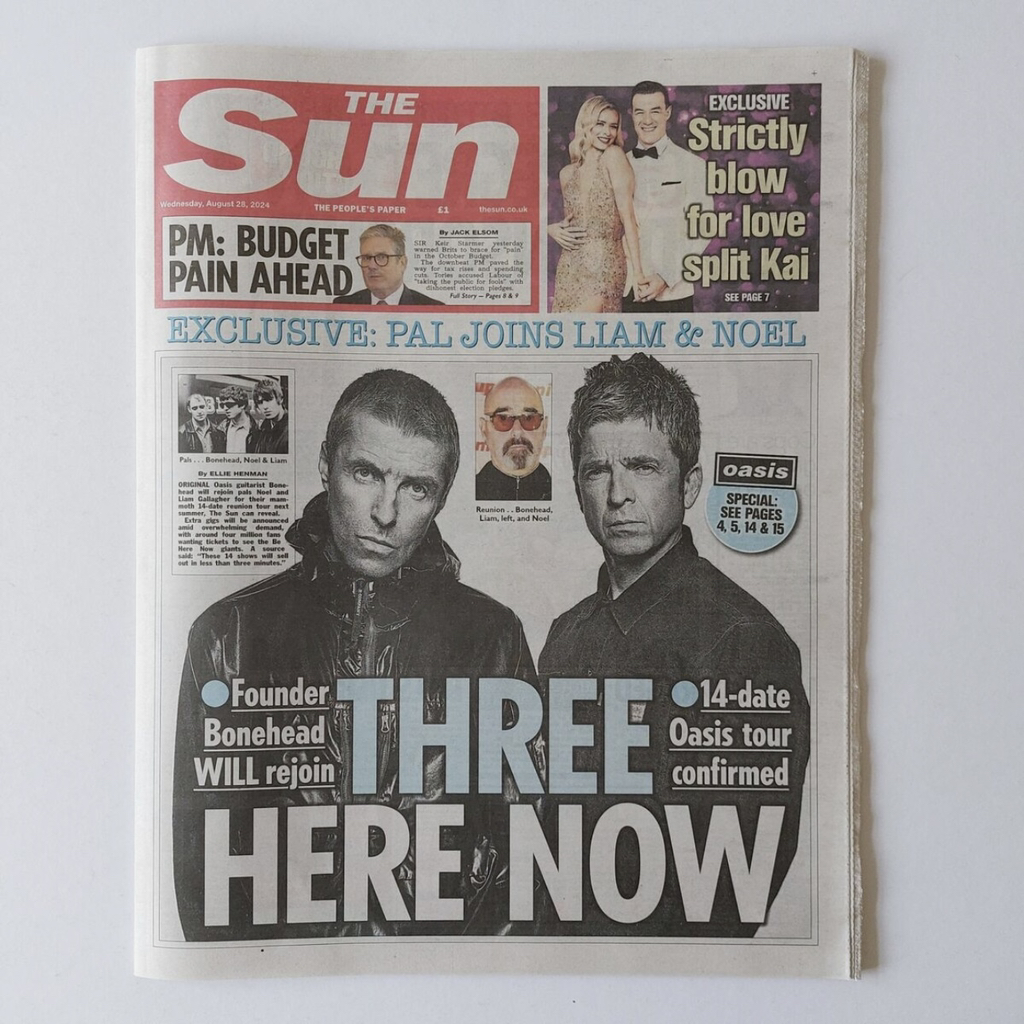 THE
Sun
Wednesday, August 28, 2024
THE PEOPLE'S PAPER
£1
thesun.co.uk
PM: BUDGET
PAIN AHEAD
By JACK ELSOM
SIR Keir Starmer yesterday
warned Brits to brace for "pain"
in the October Budget.
The downbeat PM paved the
way for tax rises and spending
cuts. Tories accused Labour of
"taking the public for fools" with
dishonest election pledges.
Full Story — Pages 8 & 9
EXCLUSIVE
Strictly
blow
for love
split Kai
SEE PAGE 7
EXCLUSIVE: PAL JOINS LIAM & NOEL
Pals . . . Bonehead, Noel & Liam
By ELLIE HENMAN
ORIGINAL Oasis guitarist Bone-
head will rejoin pals Noel and
Liam Gallagher for their mam-
moth 14-date reunion tour next
summer, The Sun can reveal.
Extra gigs will be announced
amid overwhelming demand,
with around four million fans
wanting tickets to see the Be
Here Now giants. A source
said: "These 14 shows will sell
out in less than three minutes."
Reunion . . Bonehead,
Liam, left, and Noel
oasis
SPECIAL:
SEE PAGES
4, 5, 14 & 15
Founder
Bonehead
WILL rejoin
THREE
HERE NOW
14-date
Oasis tour
confirmed